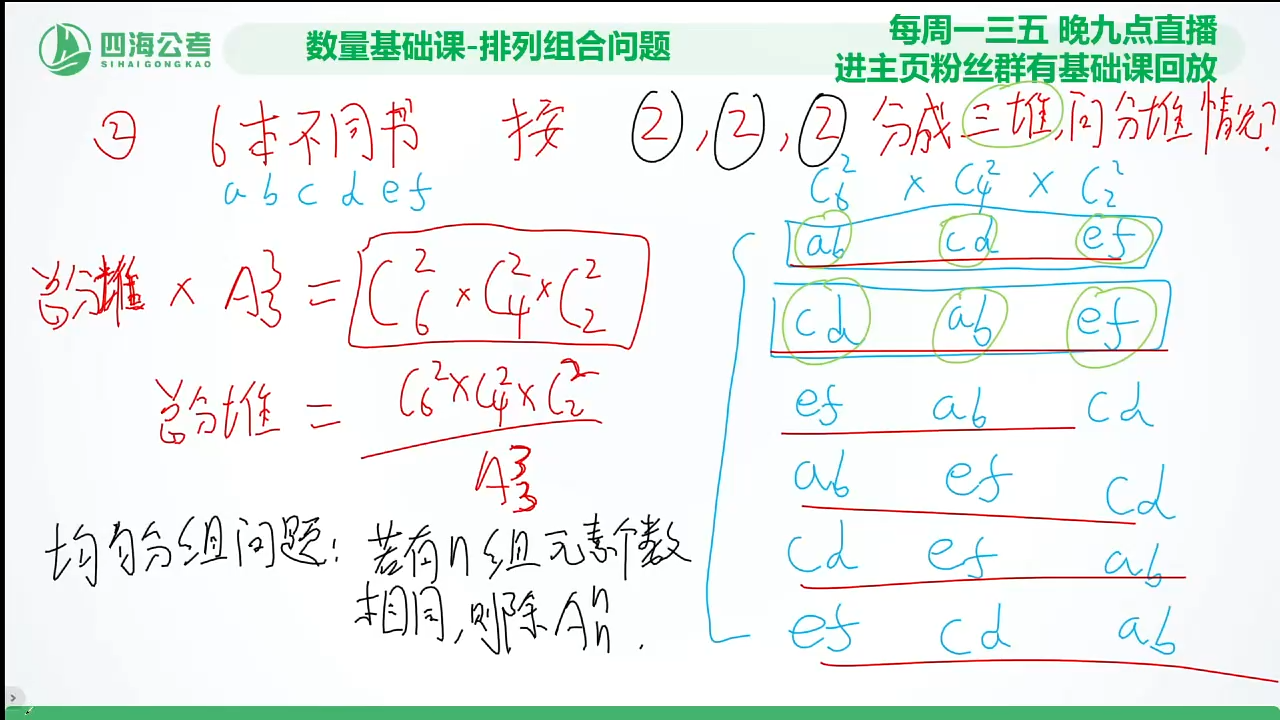 四海公考
SIHAIGONGKAO
数量基础课-排列组合问题
每周一三五 晚九点直播
进主页粉丝群有基础课回放
② 6本不同书 按 2,2,2 分成三堆,问分堆情况?
a b c d e f
C₆² × C₄² × C₂²
ab cd ef
cd ab ef
ef ab cd
ab ef cd
cd ef ab
ef cd ab
总分堆 × A₃³ = C₆² × C₄² × C₂²
总分堆 = C₆² × C₄² × C₂² / A₃³
均匀分组问题: 若有n组元素个数
相同,则除 Aₙⁿ.